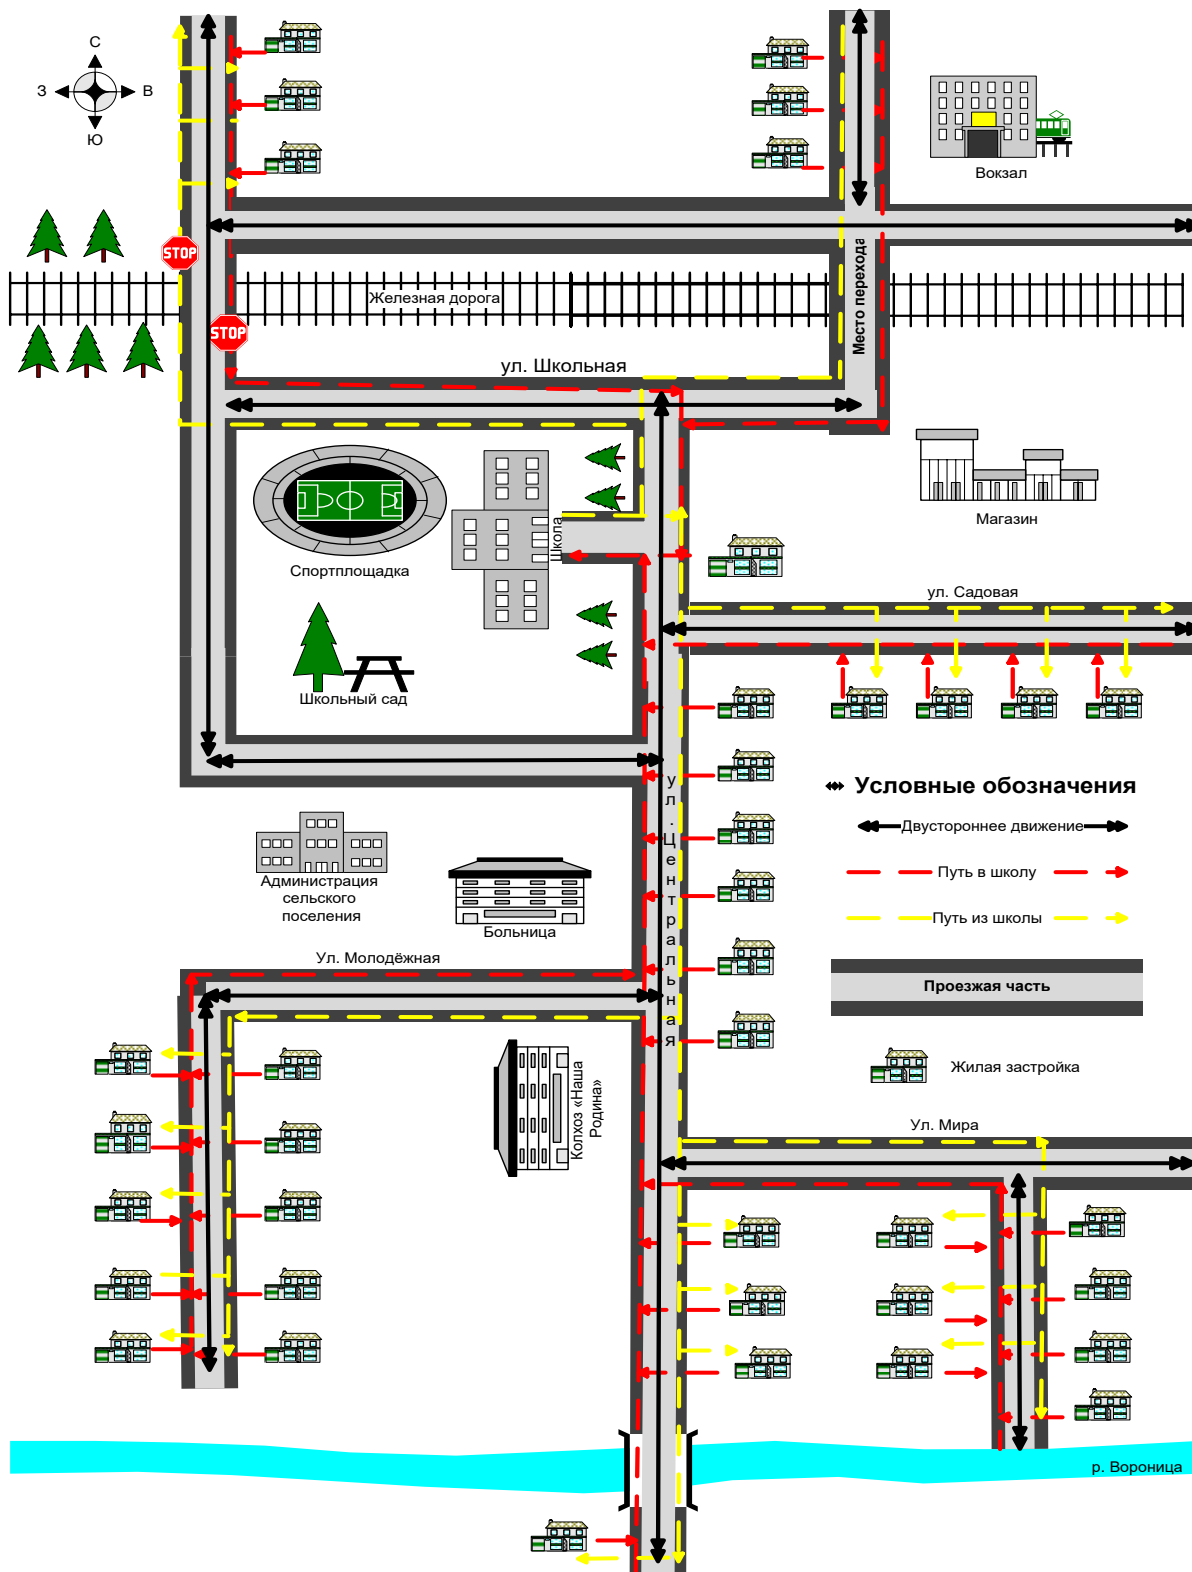 С
З
В
Ю
Вокзал
STOP
Железная дорога
STOP
Место перехода
ул. Школьная
Магазин
Школа
Спортплощадка
ул. Садовая
Школьный сад
Условные обозначения
Двустороннее движение
Путь в школу
Путь из школы
Проезжая часть
Жилая застройка
ул. Центральная
Администрация
сельского
поселения
Больница
Ул. Молодёжная
Колхоз «Наша
Родина»
Ул. Мира
р. Вороница